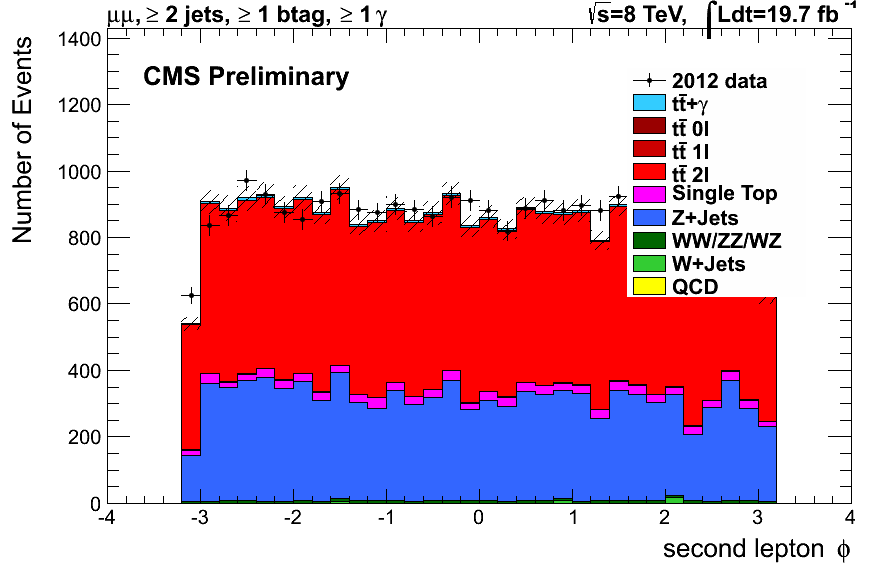 μμ, ≥ 2 jets, ≥ 1 btag, ≥ 1 γ
√s=8 TeV, ∫Ldt=19.7 fb⁻¹
CMS Preliminary
Number of Events
1400
1200
1000
800
600
400
200
0
2012 data
tt̄+γ
tt̄ 0l
tt̄ 1l
tt̄ 2l
Single Top
Z+Jets
WW/ZZ/WZ
W+Jets
QCD
-4 -3 -2 -1 0 1 2 3 4
second lepton ϕ